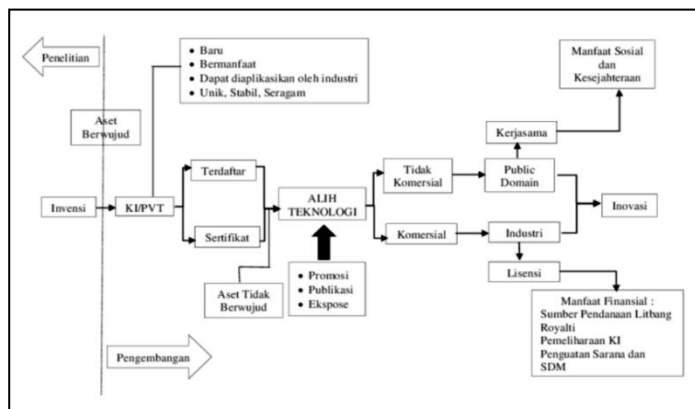 Penelitian
• Baru
• Bermanfaat
• Dapat diaplikasikan oleh industri
• Unik, Stabil, Seragam
Manfaat Sosial
dan
Kesejahteraan
Aset
Berwujud
Kerjasama
Invensi
KI/PVT
Terdaftar
Sertifikat
ALIH
TEKNOLOGI
Tidak
Komersial
Public
Domain
Komersial
Industri
Inovasi
Lisensi
Aset Tidak
Berwujud
• Promosi
• Publikasi
• Ekspose
Manfaat Finansial :
Sumber Pendanaan Litbang
Royalti
Pemeliharaan KI
Penguatan Sarana dan
SDM
Pengembangan